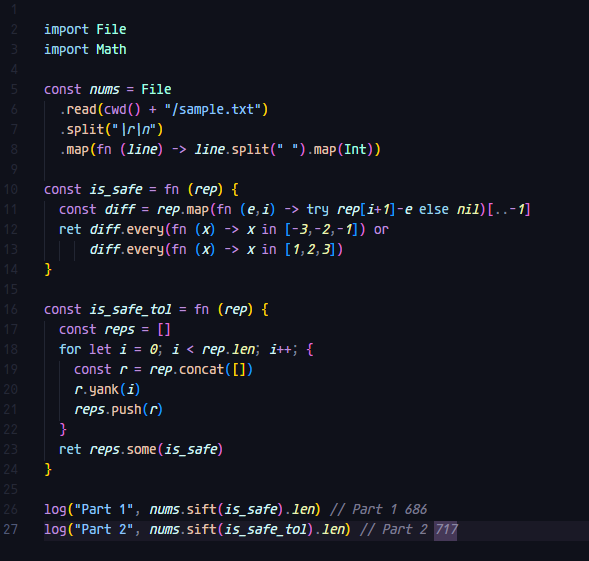 1
2 import File
3 import Math
4
5 const nums = File
6 .read(cwd() + "/sample.txt")
7 .split("\r\n")
8 .map(fn (line) -> line.split(" ").map(Int))
9
10 const is_safe = fn (rep) {
11 const diff = rep.map(fn (e,i) -> try rep[i+1]-e else nil)[..-1]
12 ret diff.every(fn (x) -> x in [-3,-2,-1]) or
13 diff.every(fn (x) -> x in [1,2,3])
14 }
15
16 const is_safe_tol = fn (rep) {
17 const reps = []
18 for let i = 0; i < rep.len; i++; {
19 const r = rep.concat([])
20 r.yank(i)
21 reps.push(r)
22 }
23 ret reps.some(is_safe)
24 }
25
26 log("Part 1", nums.sift(is_safe).len) // Part 1 686
27 log("Part 2", nums.sift(is_safe_tol).len) // Part 2 717